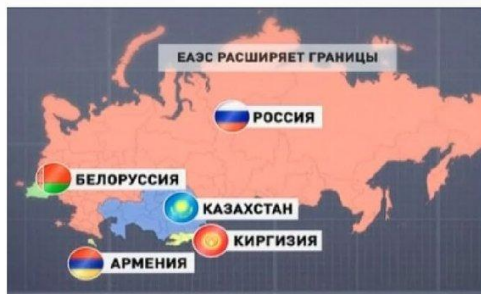 ЕАЭС РАСШИРЯЕТ ГРАНИЦЫ
РОССИЯ
БЕЛОРУССИЯ
КАЗАХСТАН
КИРГИЗИЯ
АРМЕНИЯ